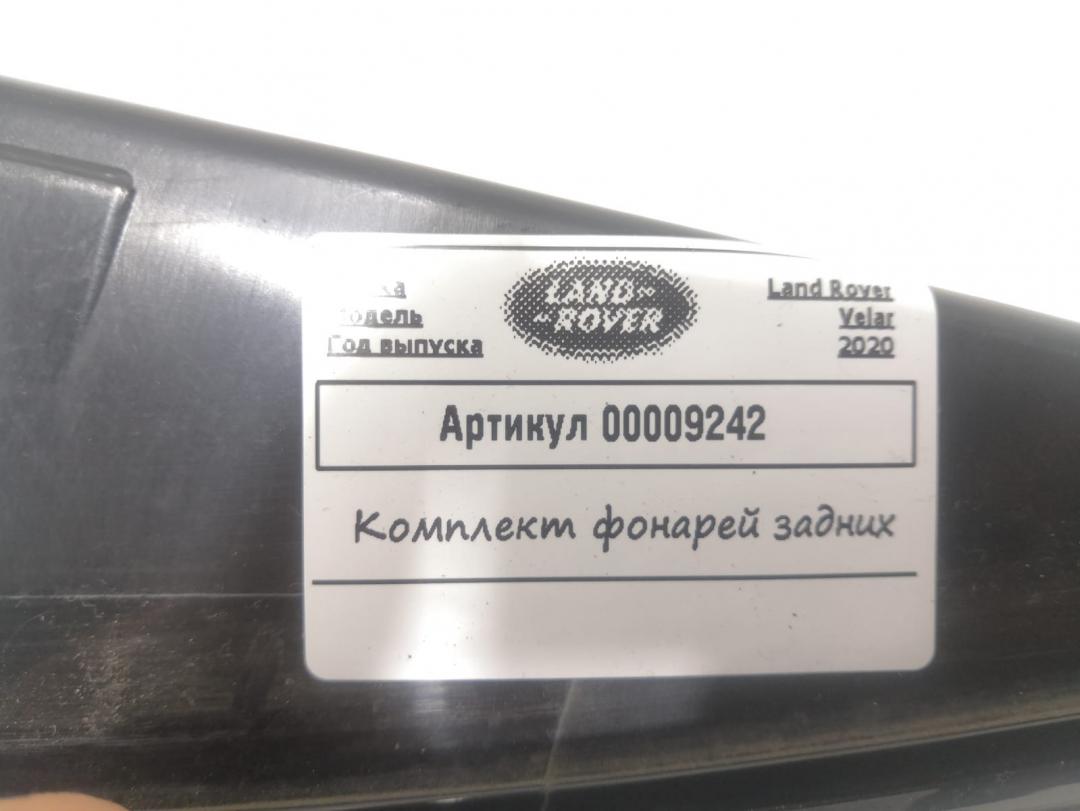 Land Rover
Модель Velar
Год выпуска 2020
LAND
ROVER
Артикул 00009242
Комплект фонарей задних